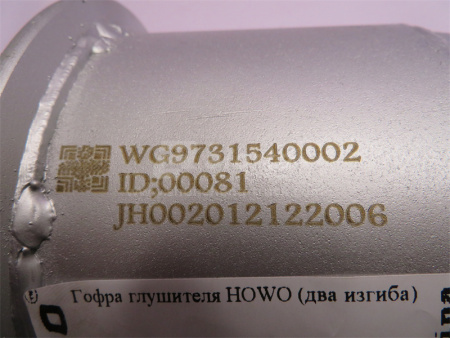 WG9731540002
ID;00081
JH002012122006
Гофра глушителя HOWO (два изгиба)